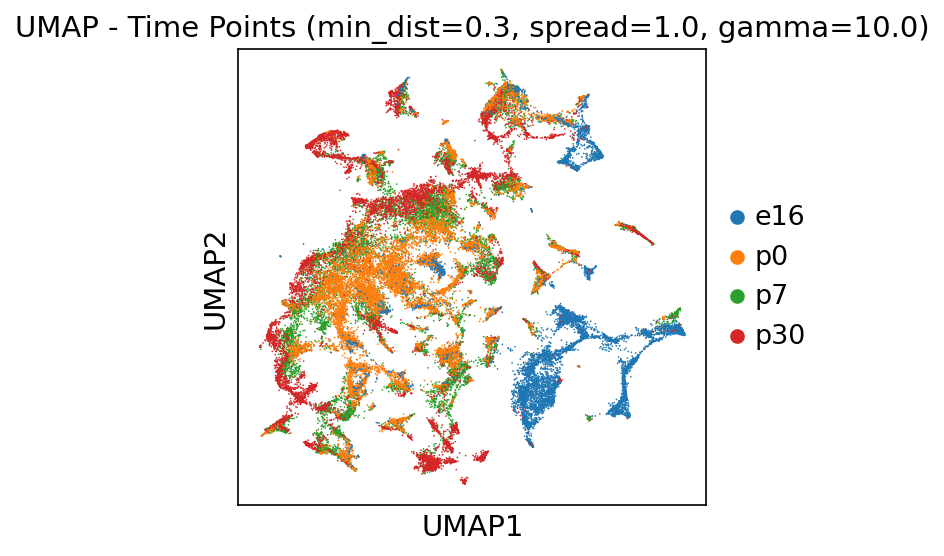 UMAP - Time Points (min_dist=0.3, spread=1.0, gamma=10.0)
UMAP2
e16
p0
p7
p30
UMAP1